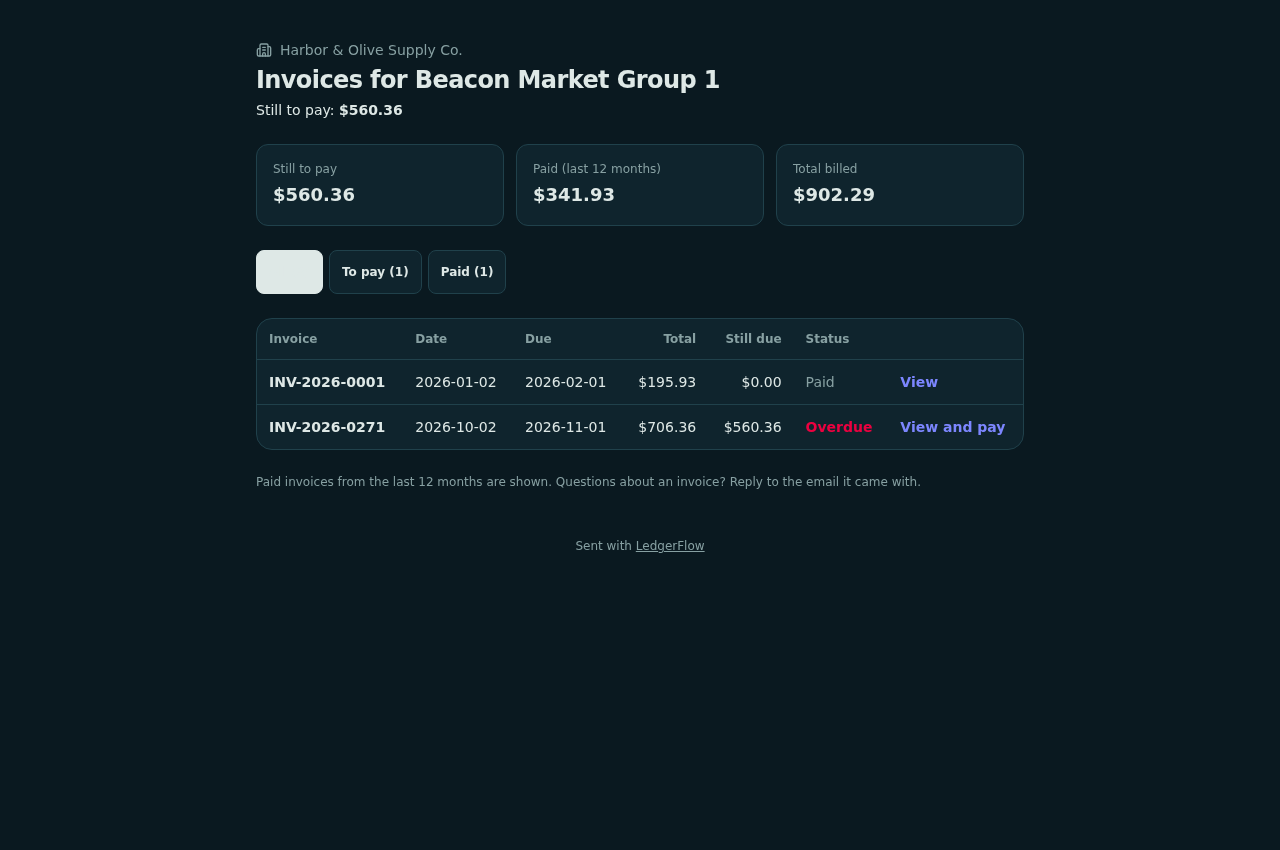 Harbor & Olive Supply Co.
Invoices for Beacon Market Group 1
Still to pay: $560.36
Still to pay Paid (last 12 months) Total billed
$560.36 $341.93 $902.29
To pay (1) Paid (1)
Invoice Date Due Total Still due Status
INV-2026-0001 2026-01-02 2026-02-01 $195.93 $0.00 Paid View
INV-2026-0271 2026-10-02 2026-11-01 $706.36 $560.36 Overdue View and pay
Paid invoices from the last 12 months are shown. Questions about an invoice? Reply to the email it came with.
Sent with LedgerFlow